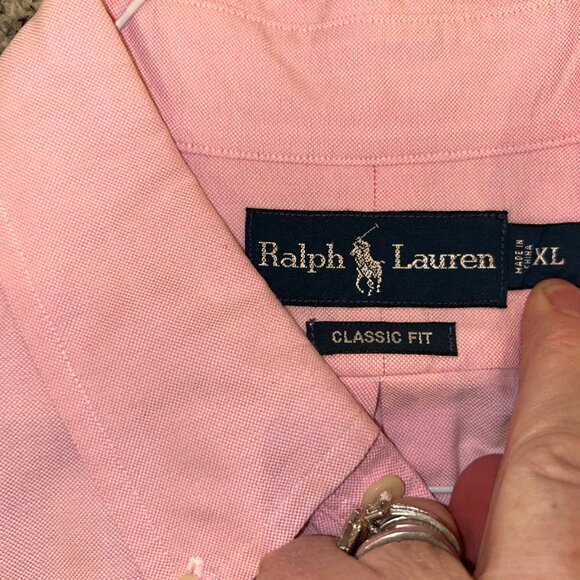 Ralph Lauren
MADE IN
CHINA
XL
CLASSIC FIT